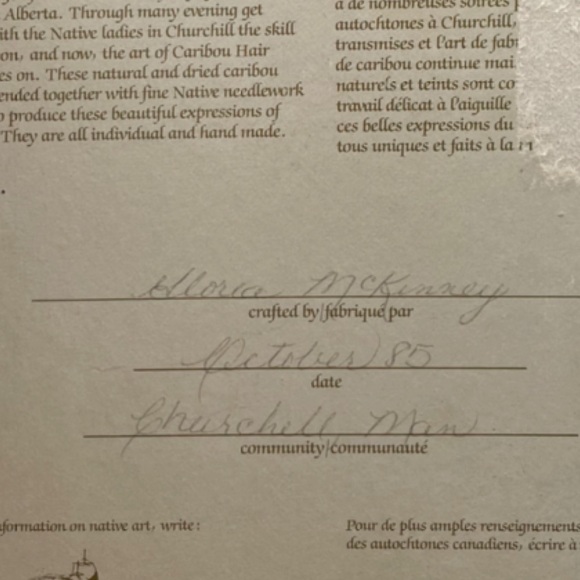 Alberta. Through many evening get
ith the Native ladies in Churchill the skill
on, and now, the art of Caribou Hair
es on. These natural and dried caribou
ended together with fine Native needlework
o produce these beautiful expressions of
They are all individual and hand made.
a de nombreuses soirées p
autochtones à Churchill,
transmises et l'art de fab
de caribou continue mai
naturels et teints sont co
travail délicat à l'aiguille
ces belles expressions du
tous uniques et faits à la
Gloria McKinney
crafted by/fabriqué par
October 85
date
Churchell Man
community/communauté
nformation on native art, write:
Pour de plus amples renseignements
des autochtones canadiens, écrire à